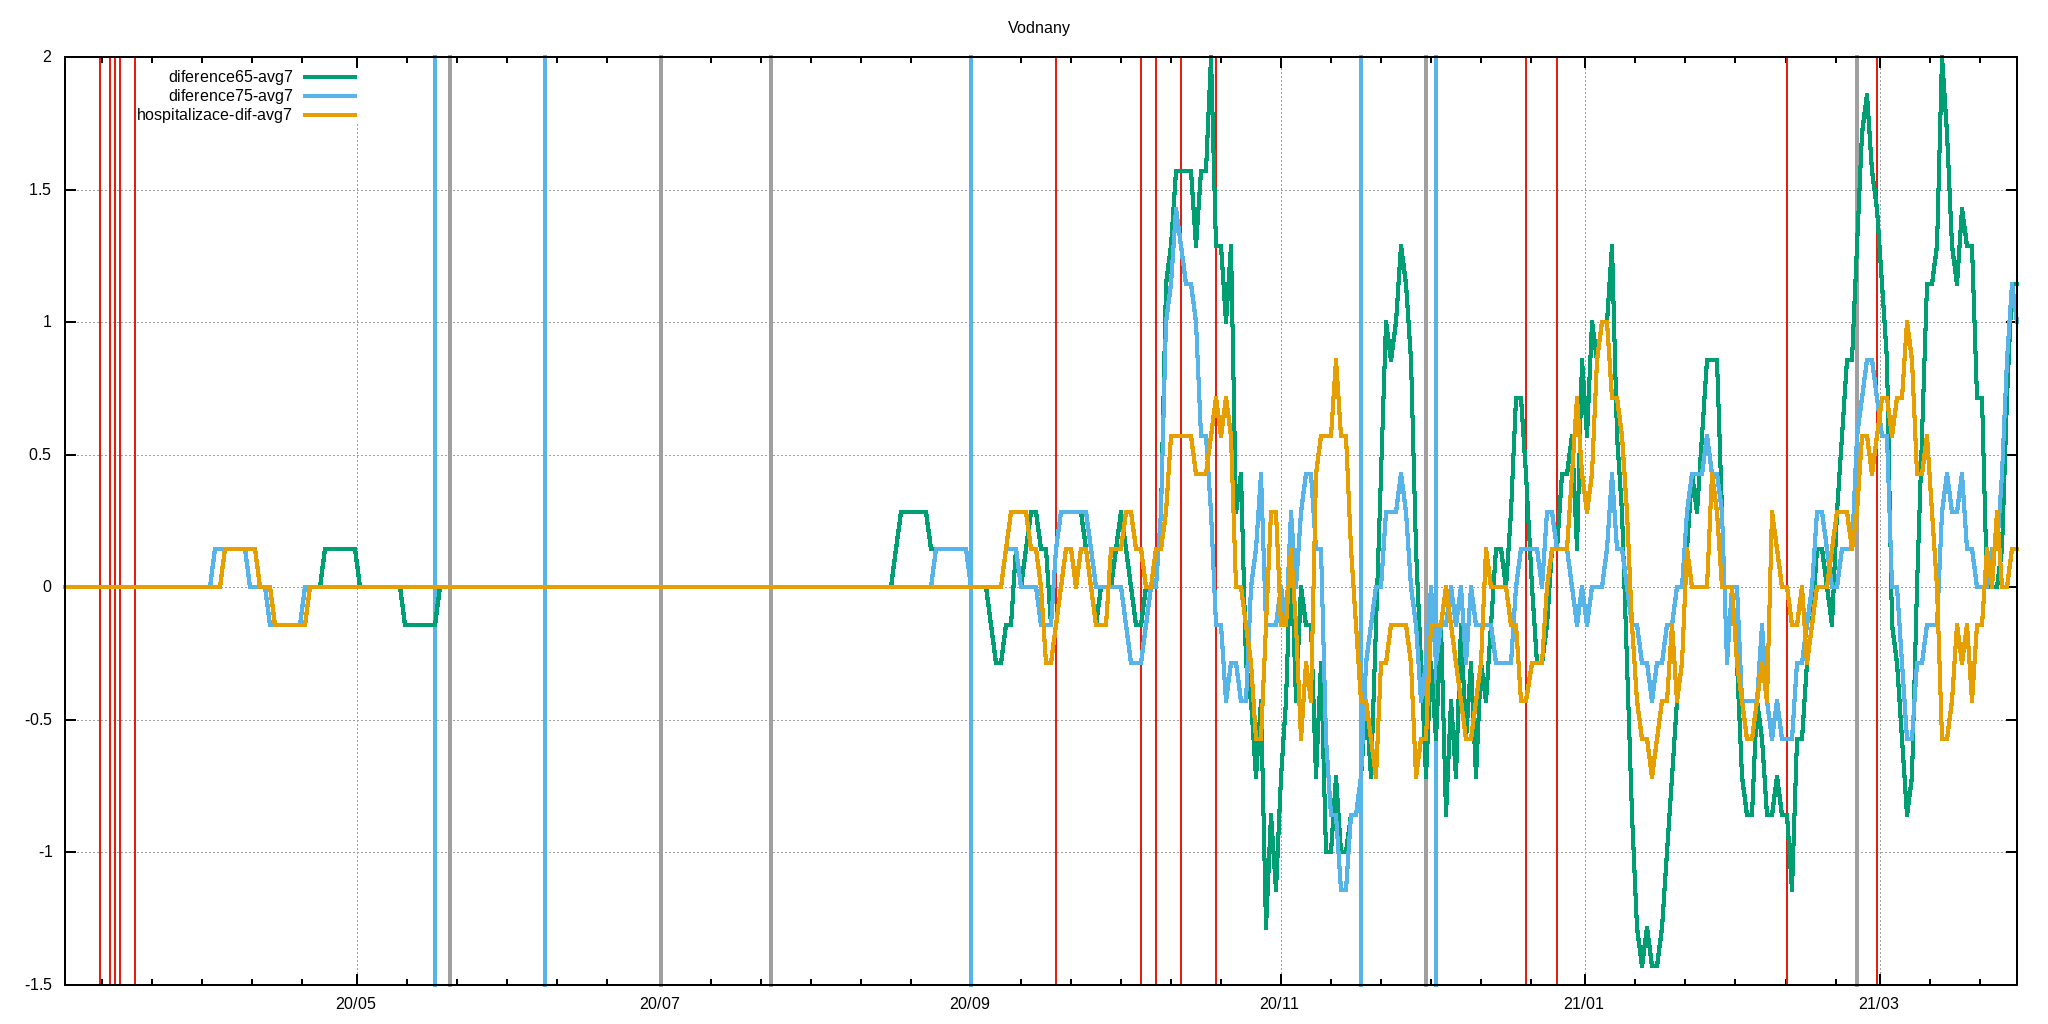 Vodnany
2
diference65-avg7
diference75-avg7
hospitalizace-dif-avg7
1.5
1
0.5
0
-0.5
-1
-1.5
20/05 20/07 20/09 20/11 21/01 21/03